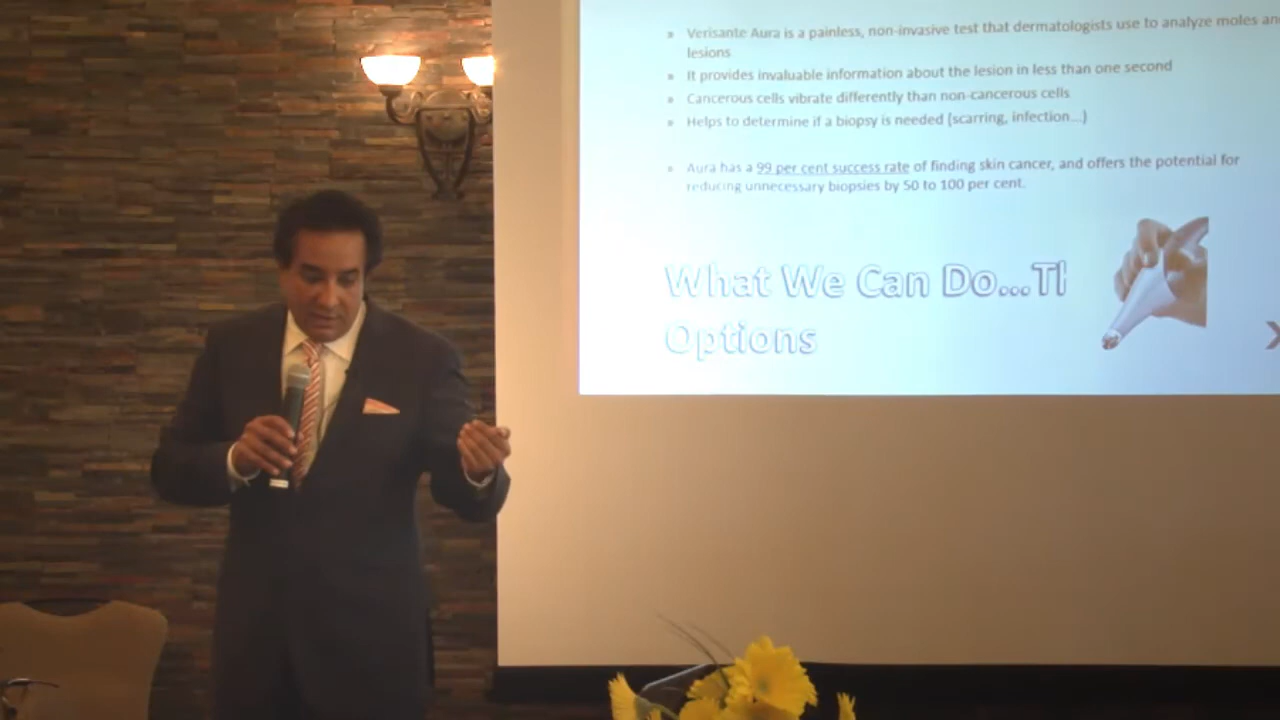 » Verisante Aura is a painless, non-invasive test that dermatologists use to analyze moles and
lesions
» It provides invaluable information about the lesion in less than one second
» Cancerous cells vibrate differently than non-cancerous cells
» Helps to determine if a biopsy is needed (scarring, infection...)
» Aura has a 99 per cent success rate of finding skin cancer, and offers the potential for
reducing unnecessary biopsies by 50 to 100 per cent.
What We Can Do...
Options